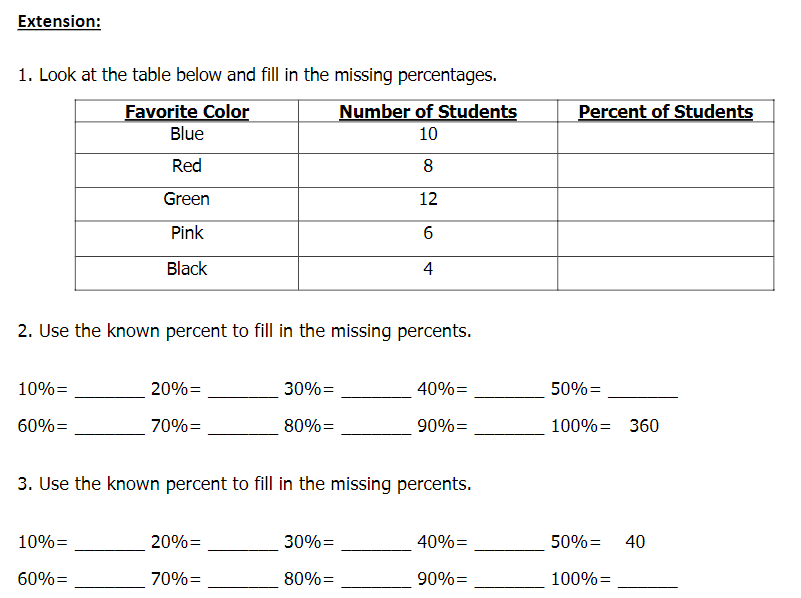 Extension:
1. Look at the table below and fill in the missing percentages.
Favorite Color Number of Students Percent of Students
Blue 10
Red 8
Green 12
Pink 6
Black 4
2. Use the known percent to fill in the missing percents.
10%= _______ 20%= _______ 30%= _______ 40%= _______ 50%= _______
60%= _______ 70%= _______ 80%= _______ 90%= _______ 100%= 360
3. Use the known percent to fill in the missing percents.
10%= _______ 20%= _______ 30%= _______ 40%= _______ 50%= 40
60%= _______ 70%= _______ 80%= _______ 90%= _______ 100%= ______